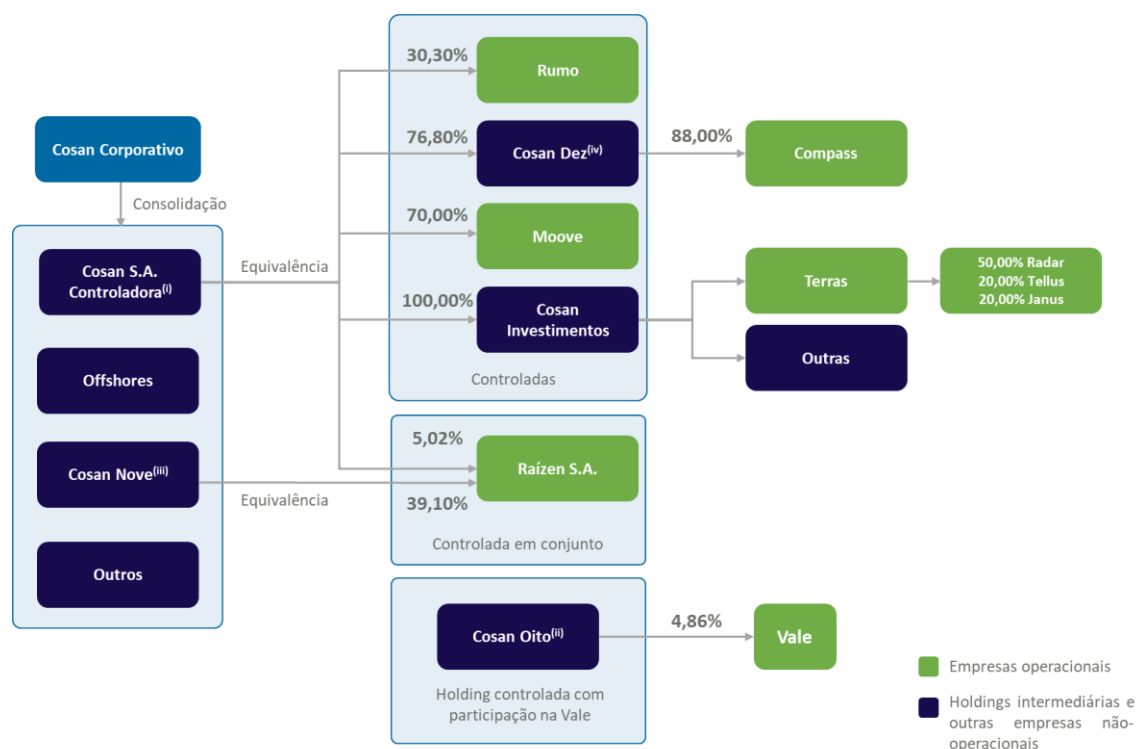 Cosan Corporativo
Consolidação
Cosan S.A.
Controladora(i)
Offshores
Cosan Nove(iii)
Outros
Equivalência
Equivalência
30,30%
Rumo
76,80%
Cosan Dez(iv)
88,00%
Compass
70,00%
Moove
100,00%
Cosan
Investimentos
Controladas
Terras
50,00% Radar
20,00% Tellus
20,00% Janus
Outras
5,02%
39,10%
Raízen S.A.
Controlada em conjunto
Cosan Oito(ii)
4,86%
Vale
Holding controlada com
participação na Vale
Empresas operacionais
Holdings intermediárias e
outras empresas não-
operacionais